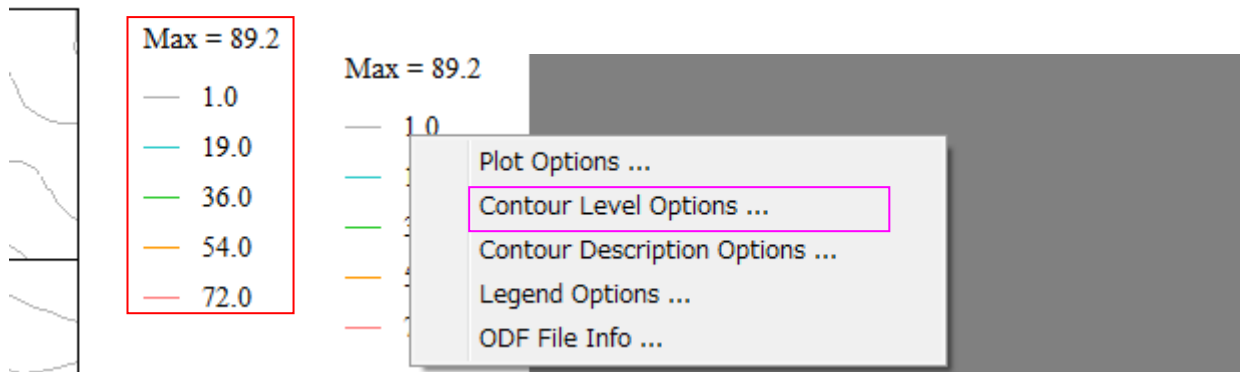 Max = 89.2
1.0
19.0
36.0
54.0
72.0
Max = 89.2
1.0
Plot Options ...
Contour Level Options ...
Contour Description Options ...
Legend Options ...
ODF File Info ...